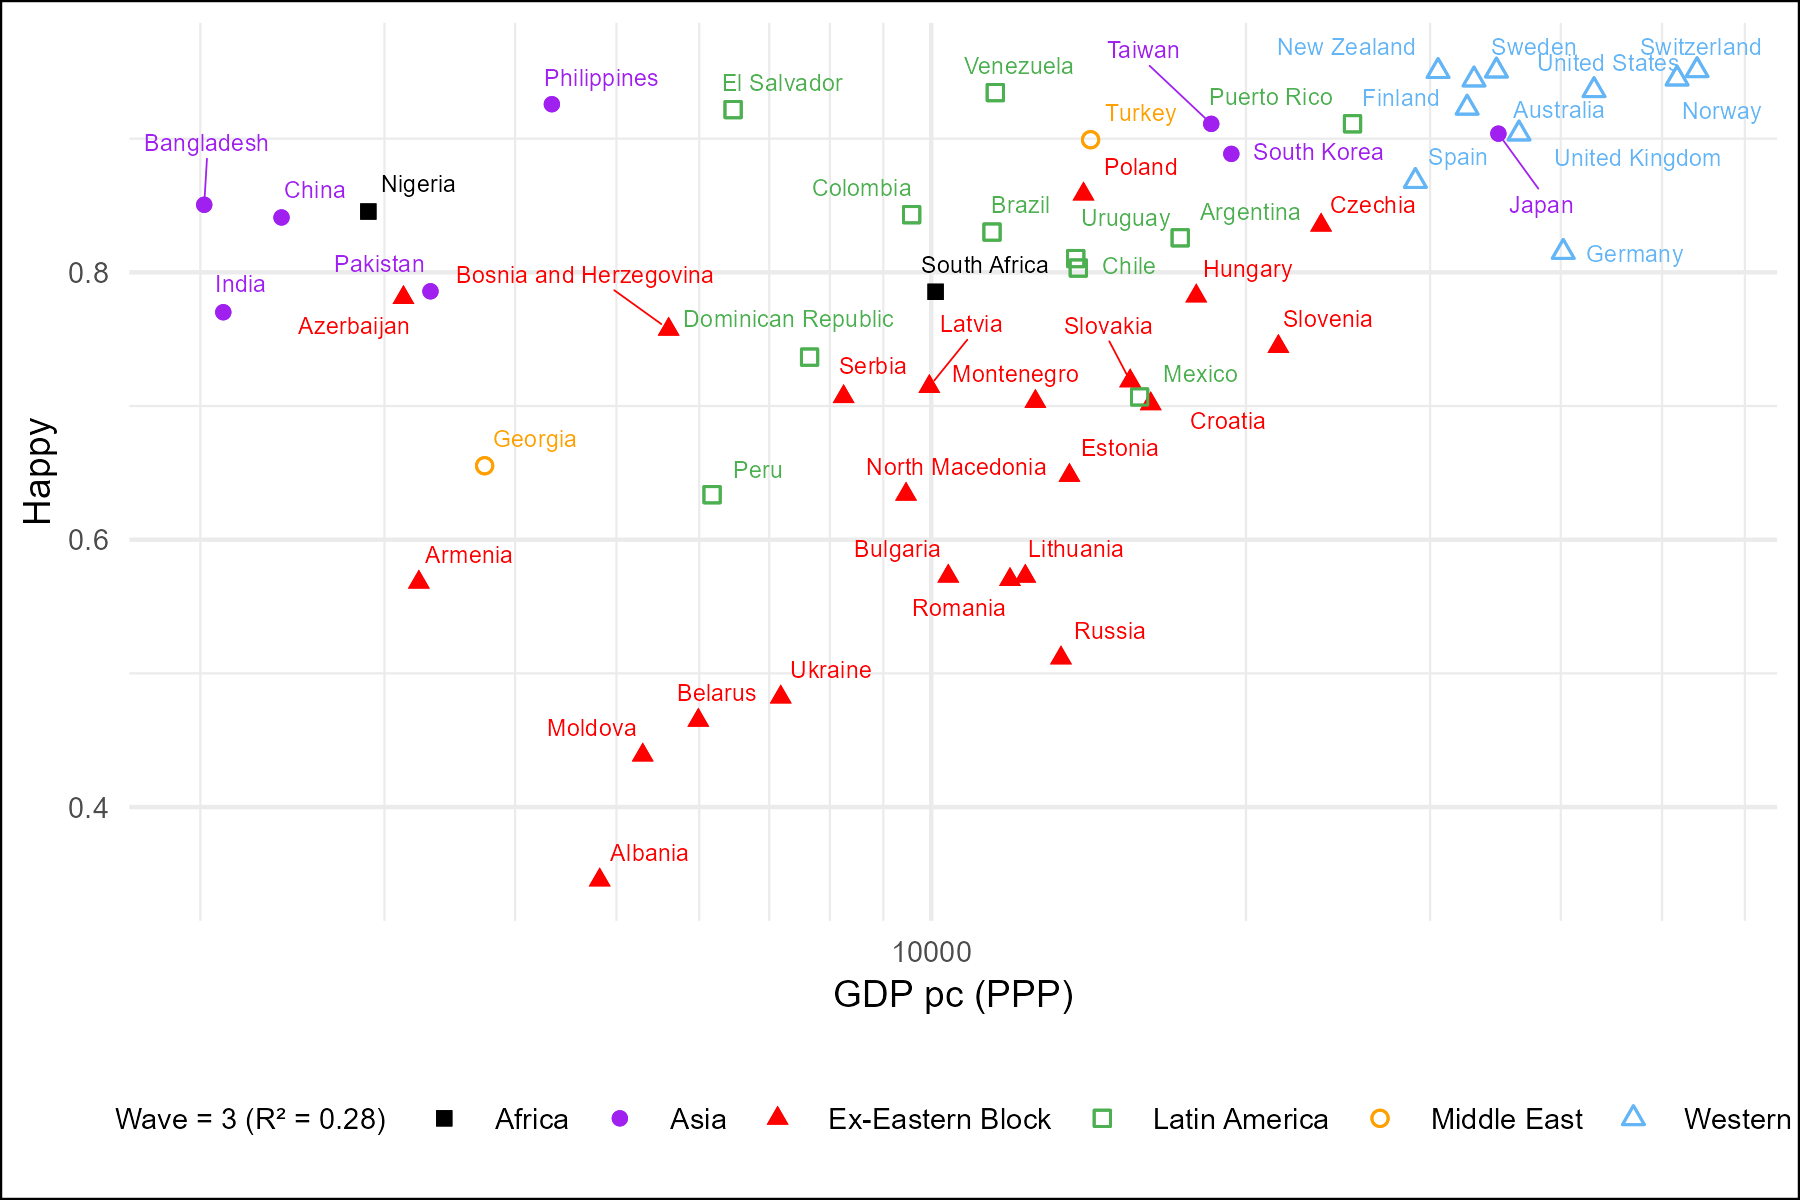 New Zealand
Sweden
Switzerland
Taiwan
United States
Venezuela
Philippines
El Salvador
Puerto Rico
Finland
Turkey
Australia
Norway
Bangladesh
South Korea
Spain
United Kingdom
Poland
China
Nigeria
Colombia
Brazil
Uruguay
Argentina
Czechia
Japan
Germany
Pakistan
South Africa
Chile
Hungary
0.8
India
Bosnia and Herzegovina
Azerbaijan
Dominican Republic
Latvia
Slovakia
Slovenia
Serbia
Montenegro
Mexico
Croatia
Georgia
Estonia
Peru
North Macedonia
Happy
0.6
Armenia
Bulgaria
Lithuania
Romania
Russia
Ukraine
Belarus
Moldova
0.4
Albania
10000
GDP pc (PPP)
Wave = 3 (R² = 0.28) Africa Asia Ex-Eastern Block Latin America Middle East Western